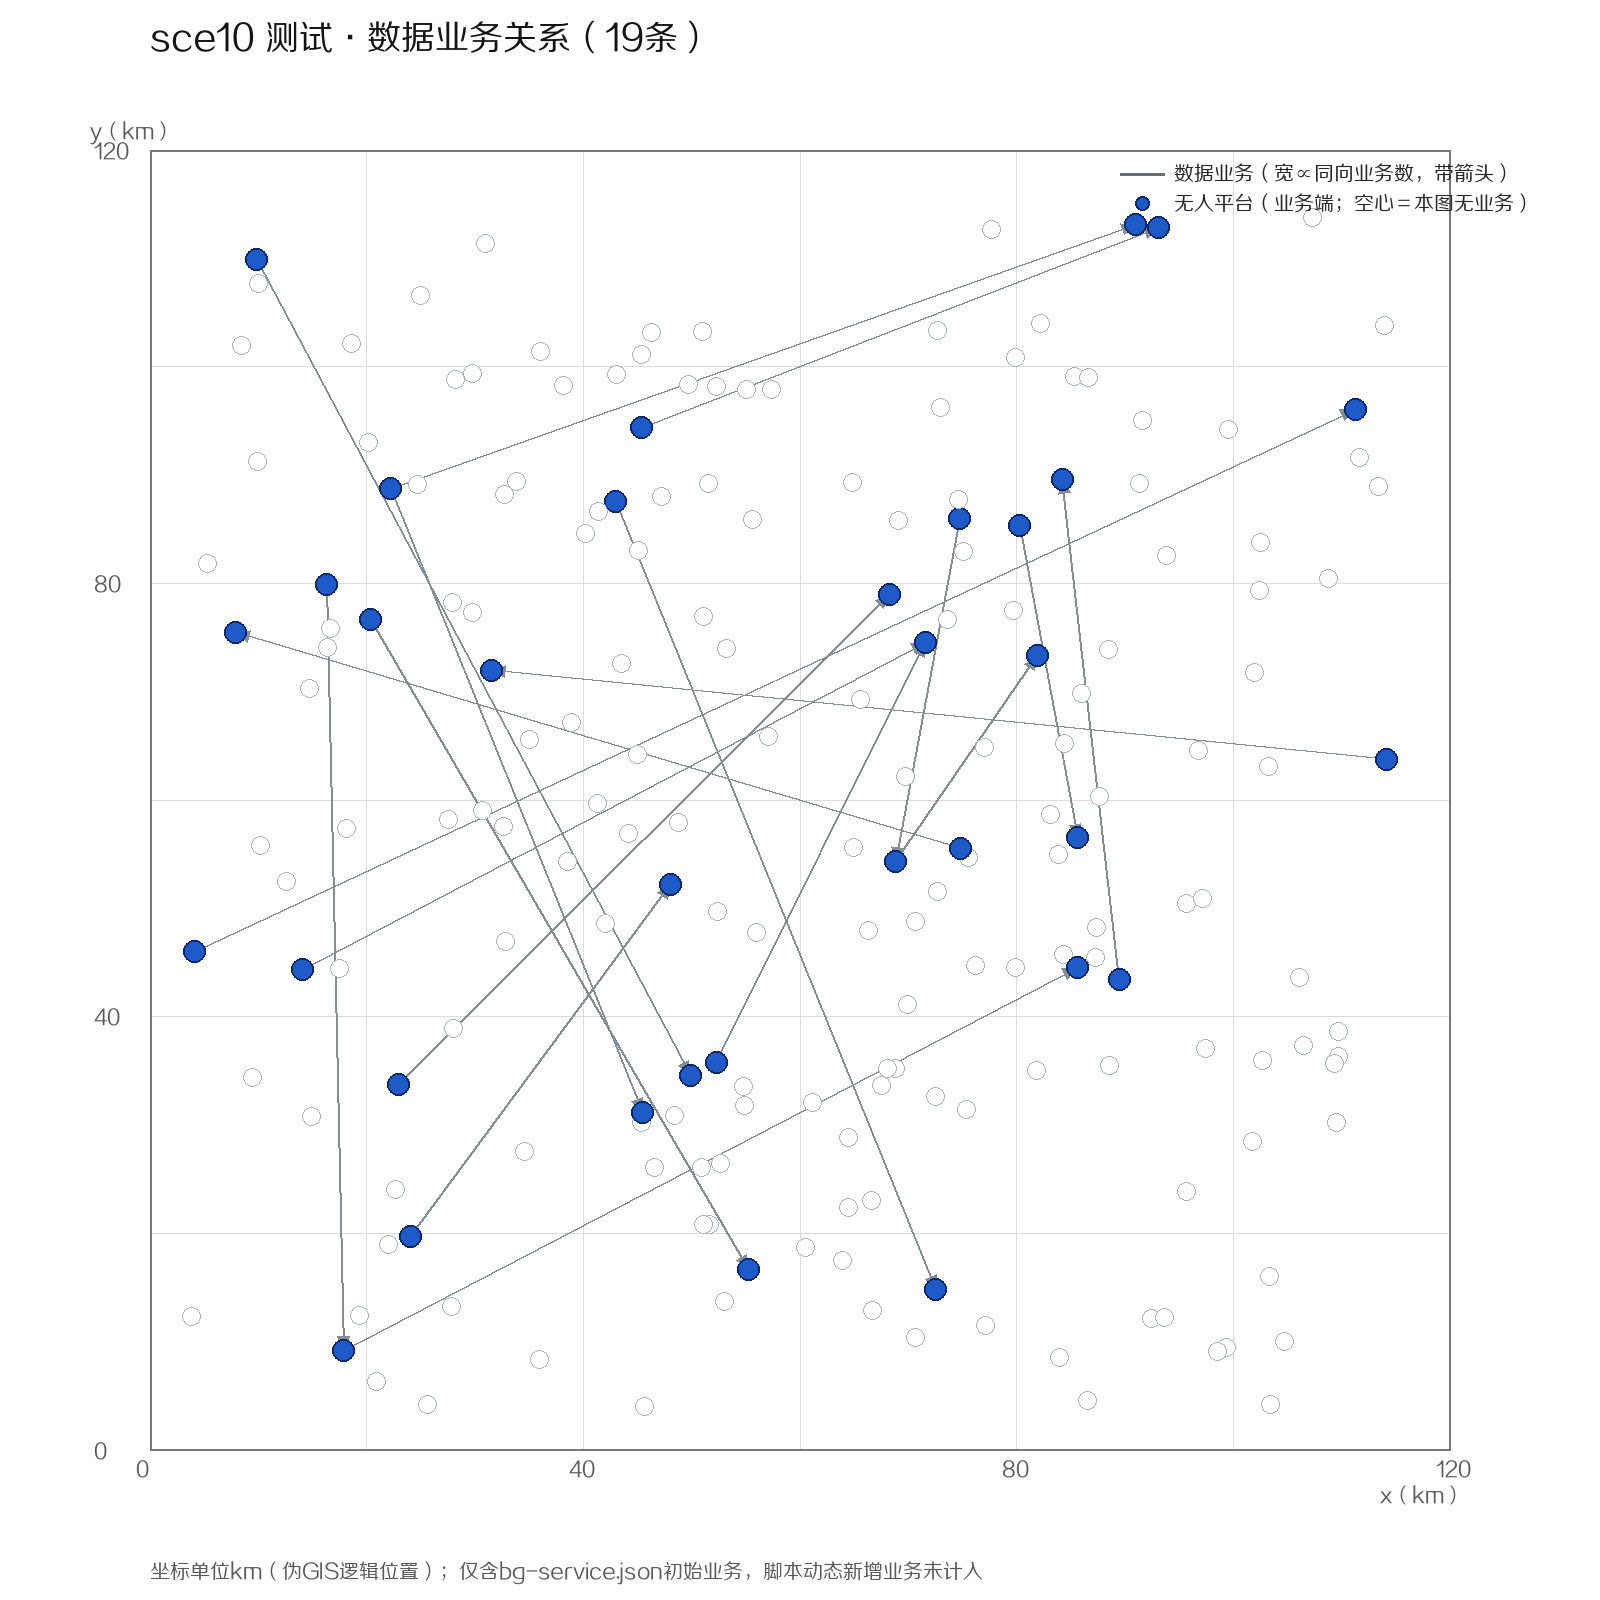 sce10 测试 · 数据业务关系（19条）
y（km）
120
数据业务（宽∝同向业务数，带箭头）
无人平台（业务端；空心＝本图无业务）
80
40
0
0 40 80 120
x（km）
坐标单位km（伪GIS逻辑位置）；仅含bg-service.json初始业务，脚本动态新增业务未计入